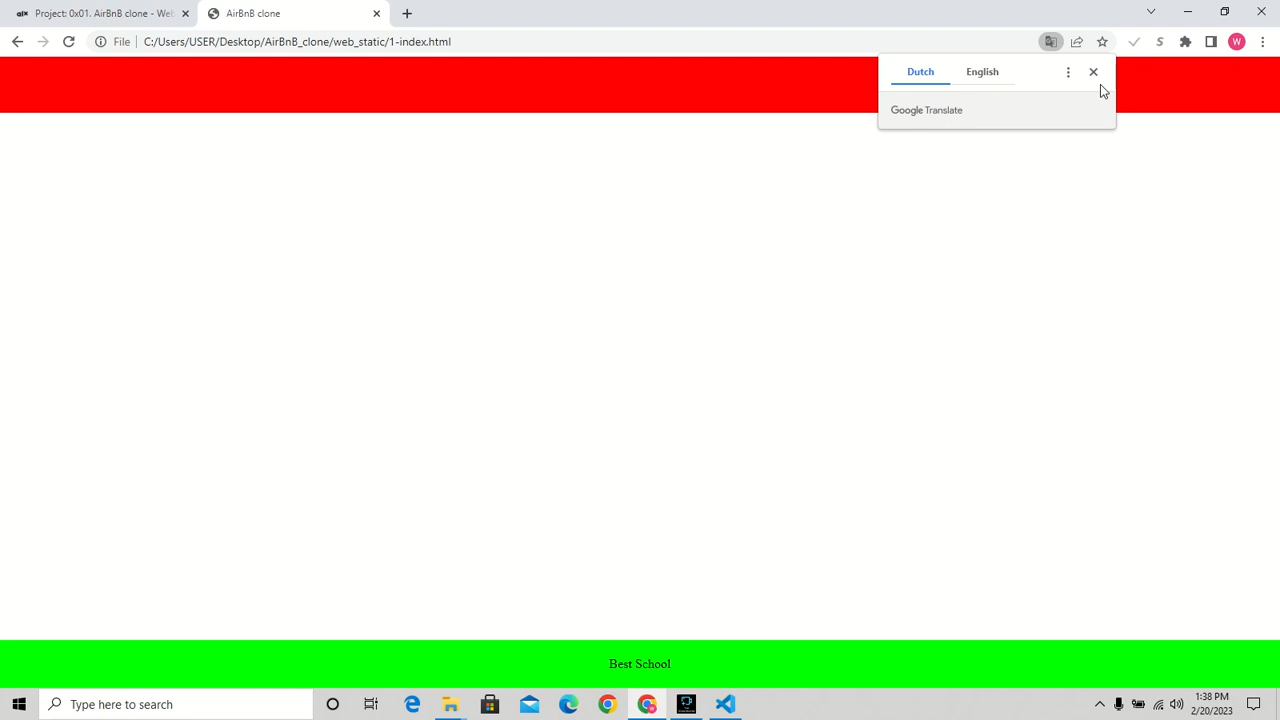 Project: 0x01. AirBnB clone - Web
AirBnB clone
File
C:/Users/USER/Desktop/AirBnB_clone/web_static/1-index.html
W
Dutch
English
Google Translate
Best School
Type here to search
1:38 PM
2/20/2023